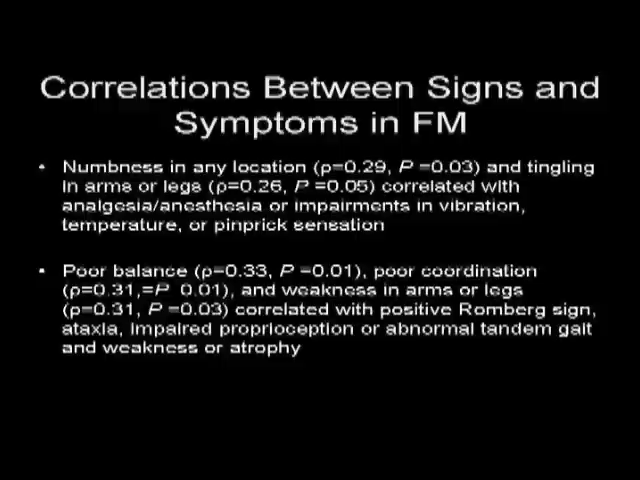 Correlations Between Signs and
Symptoms in FM
• Numbness in any location (ρ=0.29, P =0.03) and tingling
in arms or legs (ρ=0.26, P =0.05) correlated with
analgesia/anesthesia or impairments in vibration,
temperature, or pinprick sensation
• Poor balance (ρ=0.33, P =0.01), poor coordination
(ρ=0.31,=P 0.01), and weakness in arms or legs
(ρ=0.31, P =0.03) correlated with positive Romberg sign,
ataxia, impaired proprioception or abnormal tandem gait
and weakness or atrophy